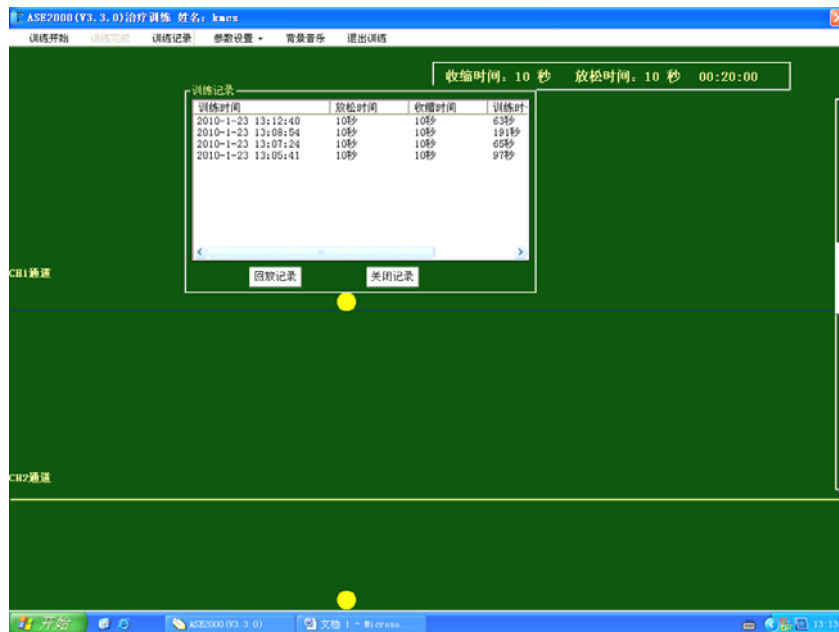 ASE2000(V3.3.0)治疗训练 姓名: kmcz
训练开始 训练完成 训练记录 参数设置 背景音乐 退出训练
收缩时间: 10 秒 放松时间: 10 秒 00:20:00
训练记录
训练时间 放松时间 收缩时间 训练时
2010-1-23 13:12:40 10秒 10秒 63秒
2010-1-23 13:08:54 10秒 10秒 191秒
2010-1-23 13:07:24 10秒 10秒 65秒
2010-1-23 13:05:41 10秒 10秒 97秒
回放记录 关闭记录
CH1通道
CH2通道
开始 ASE2000(V3.3.0) 文档 1 - Microso... 13:13